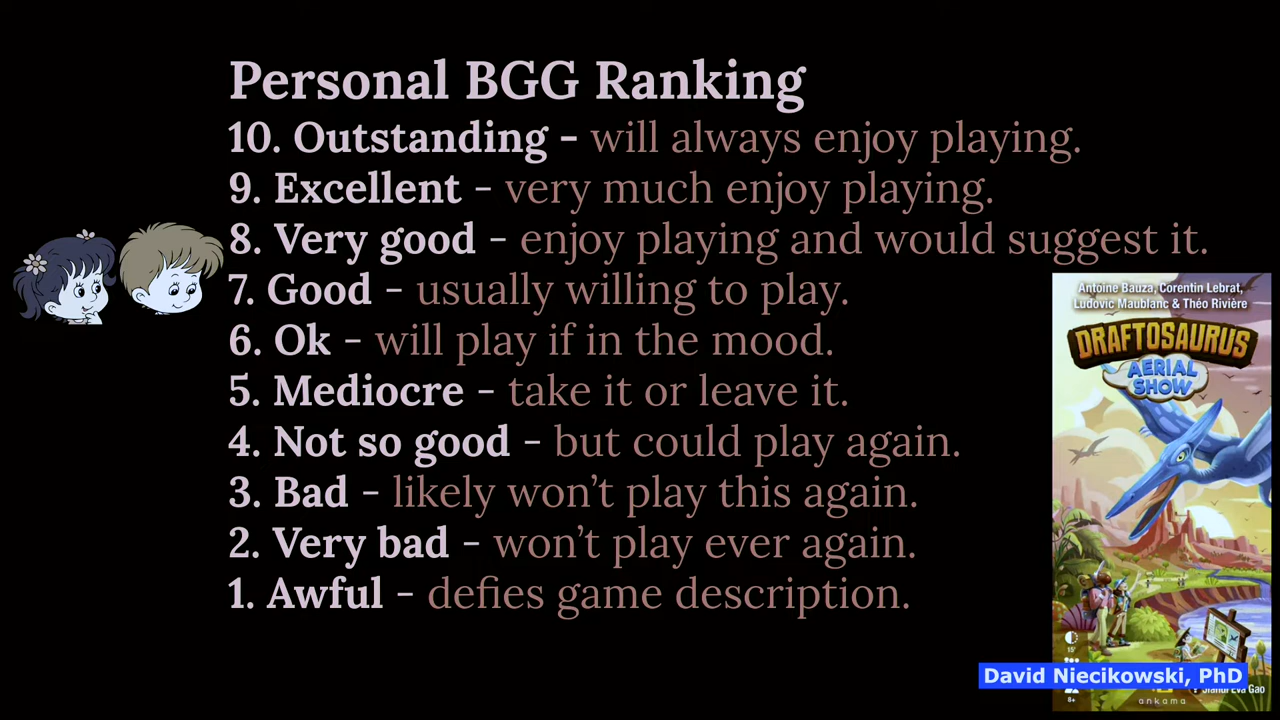 Personal BGG Ranking
10. Outstanding - will always enjoy playing.
9. Excellent - very much enjoy playing.
8. Very good - enjoy playing and would suggest it.
7. Good - usually willing to play.
6. Ok - will play if in the mood.
5. Mediocre - take it or leave it.
4. Not so good - but could play again.
3. Bad - likely won’t play this again.
2. Very bad - won’t play ever again.
1. Awful - defies game description.
Antoine Bauza, Corentin Lebrat,
Ludovic Maublanc & Théo Rivière
DRAFTOSAURUS
AERIAL
SHOW
15'
David Niecikowski, PhD
8+
ankama
Eva Gao